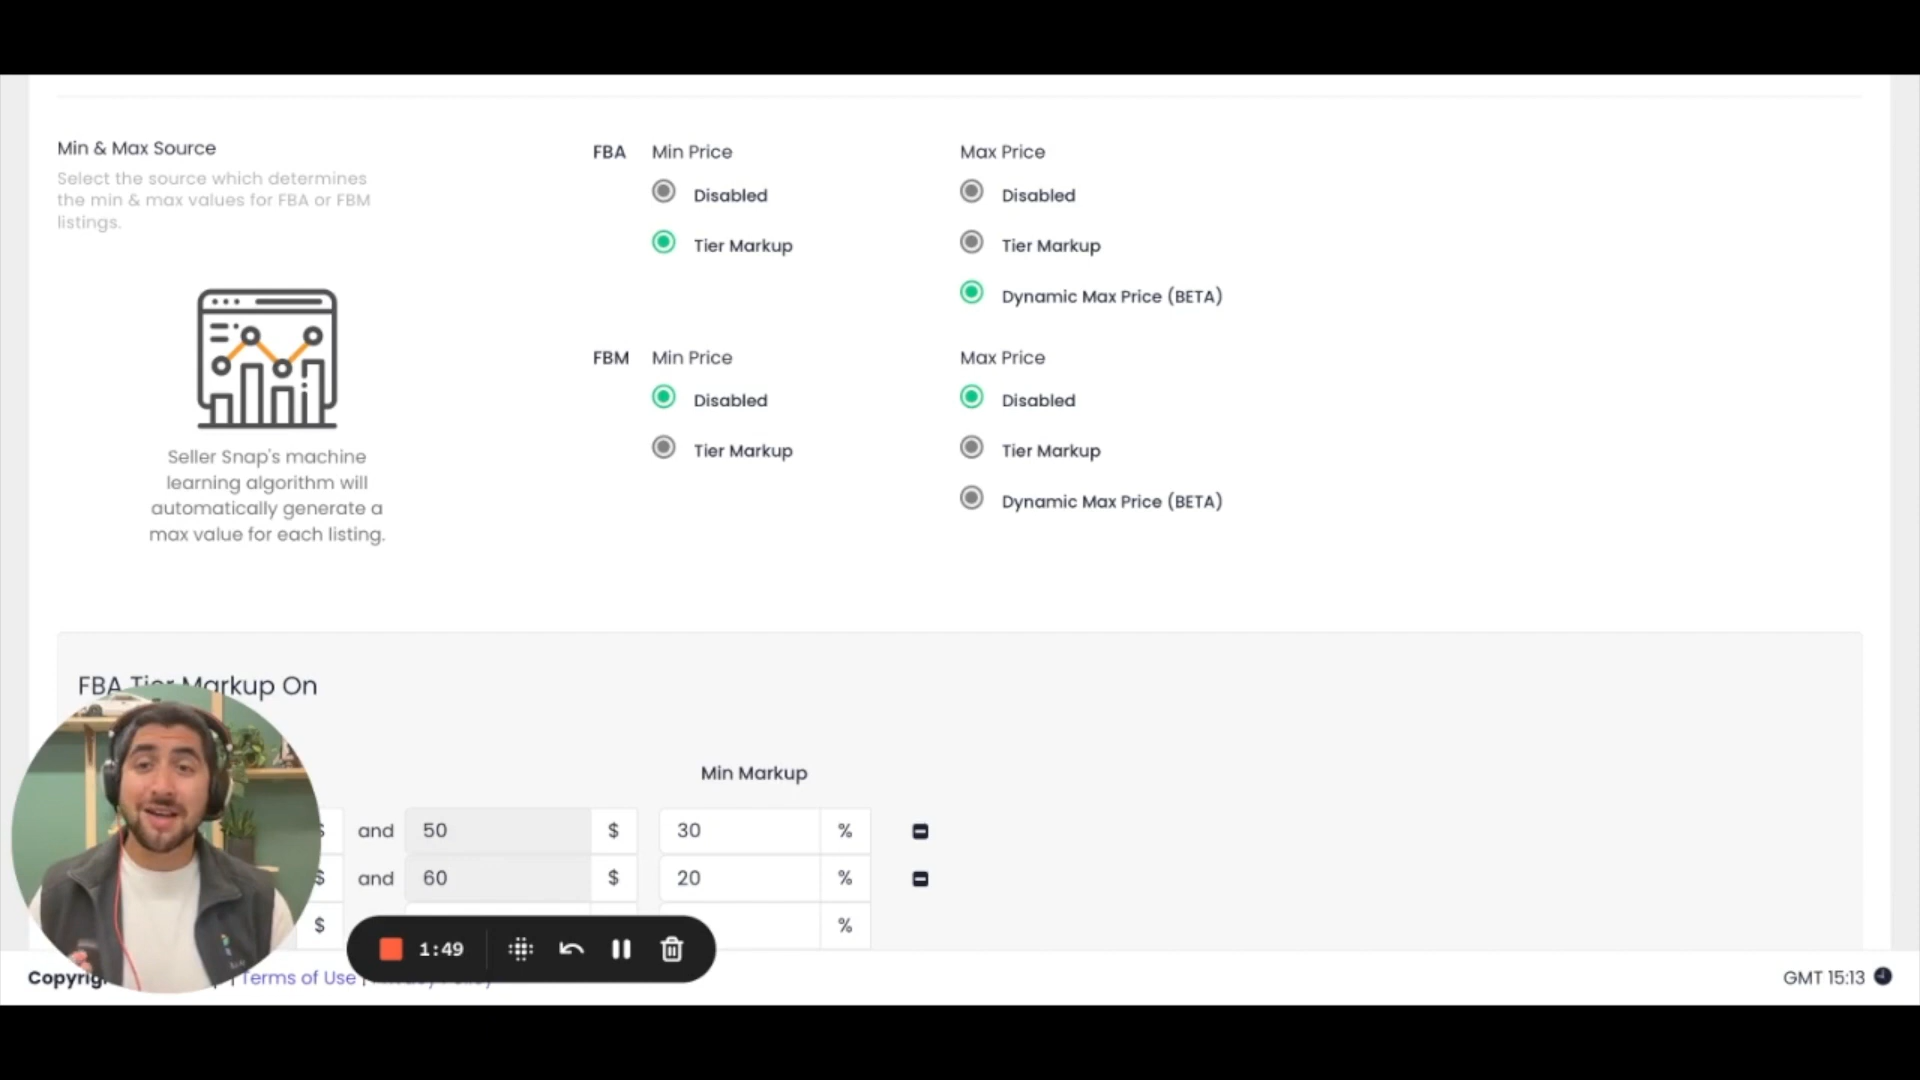 Min & Max Source
Select the source which determines
the min & max values for FBA or FBM
listings.
Seller Snap's machine
learning algorithm will
automatically generate a
max value for each listing.
FBA Min Price Max Price
Disabled Disabled
Tier Markup Tier Markup
Dynamic Max Price (BETA)
FBM Min Price Max Price
Disabled Disabled
Tier Markup Tier Markup
Dynamic Max Price (BETA)
FBA Tier Markup On
Min Markup
$ and 50 $ 30 %
$ and 60 $ 20 %
$ %
1:49
| Terms of Use |
GMT 15:13